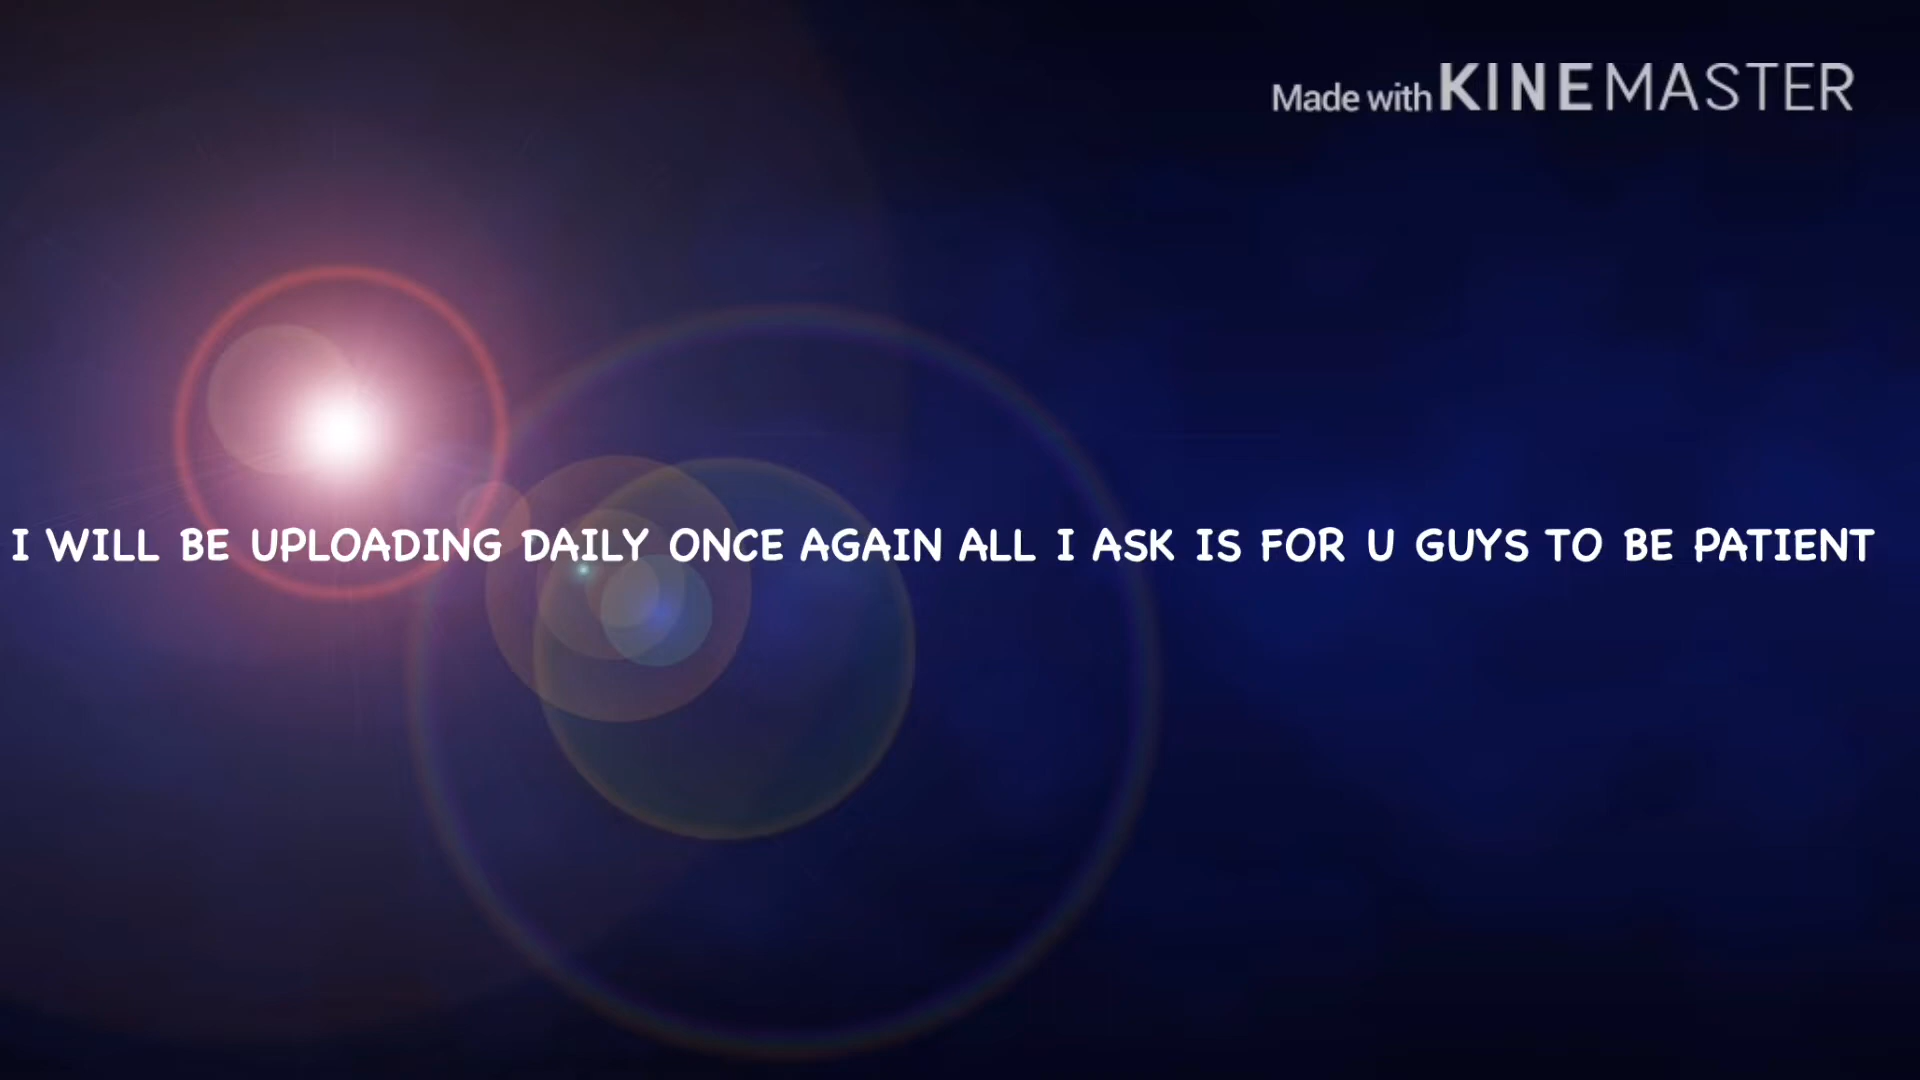 Made with KINEMASTER
I WILL BE UPLOADING DAILY ONCE AGAIN ALL I ASK IS FOR U GUYS TO BE PATIENT